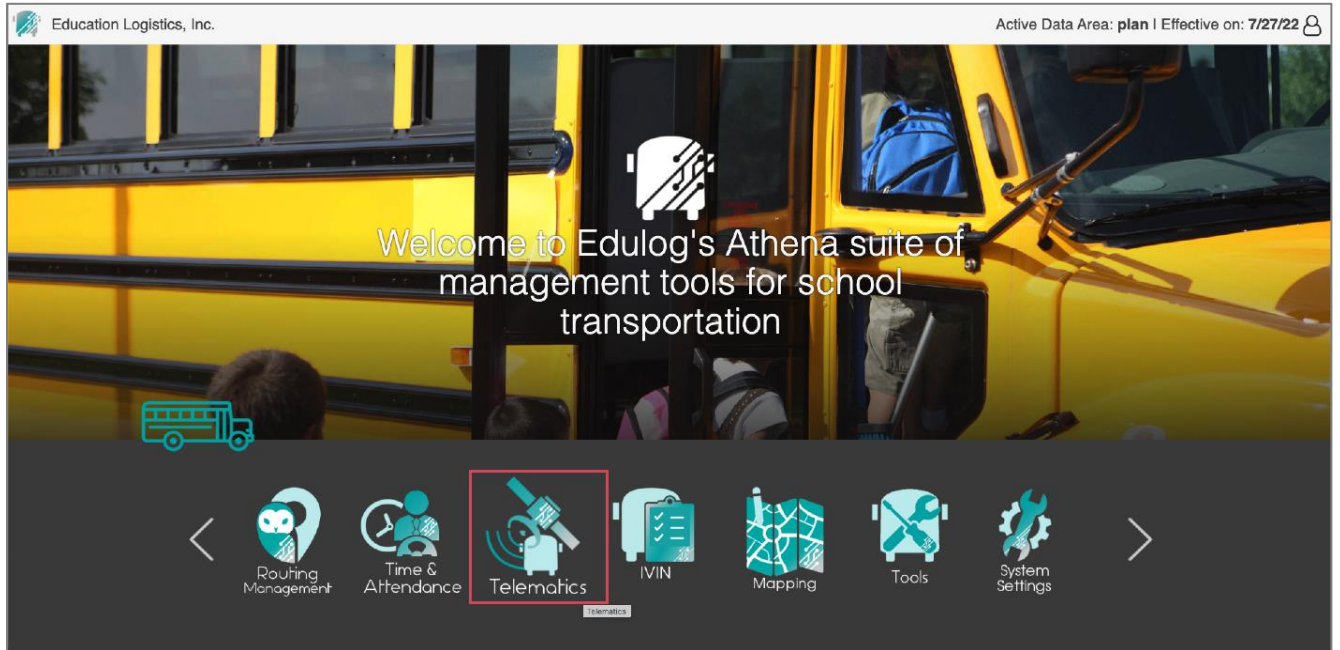 Education Logistics, Inc.
Active Data Area: plan I Effective on: 7/27/22
Welcome to Edulog's Athena suite of
management tools for school
transportation
Routing
Management
Time &
Attendance
Telematics
IVIN
Mapping
Tools
System
Settings
Telematics